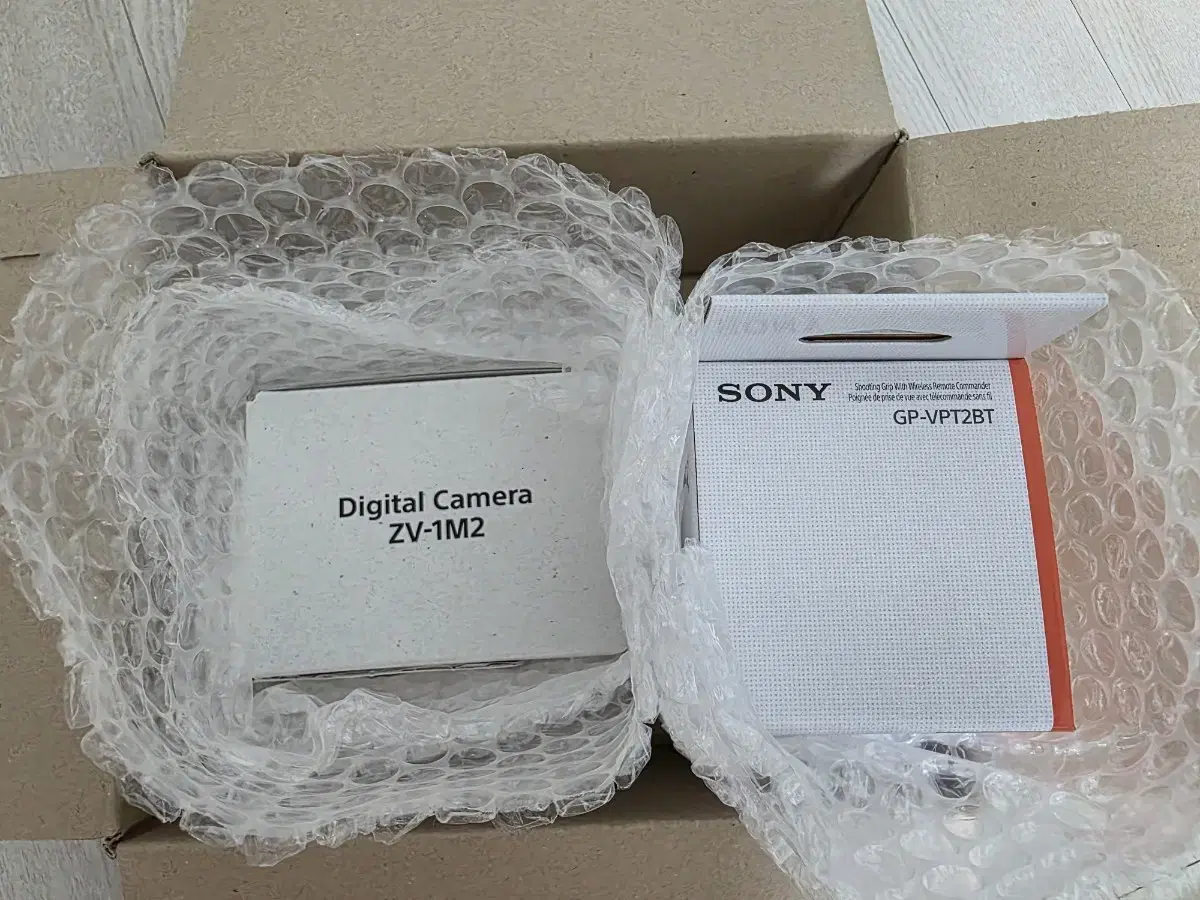 Digital Camera
ZV-1M2
SONY
Shooting Grip With Wireless Remote Commander
Poignée de prise de vue avec télécommande sans fil
GP-VPT2BT